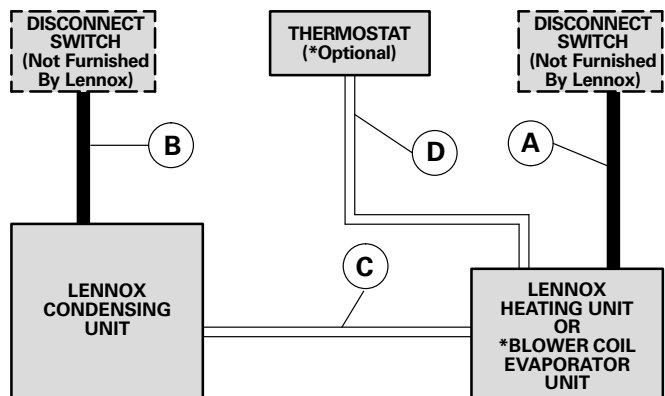 DISCONNECT
SWITCH
(Not Furnished
By Lennox)
THERMOSTAT
(*Optional)
DISCONNECT
SWITCH
(Not Furnished
By Lennox)
B
D
A
C
LENNOX
CONDENSING
UNIT
LENNOX
HEATING UNIT
OR
*BLOWER COIL
EVAPORATOR
UNIT